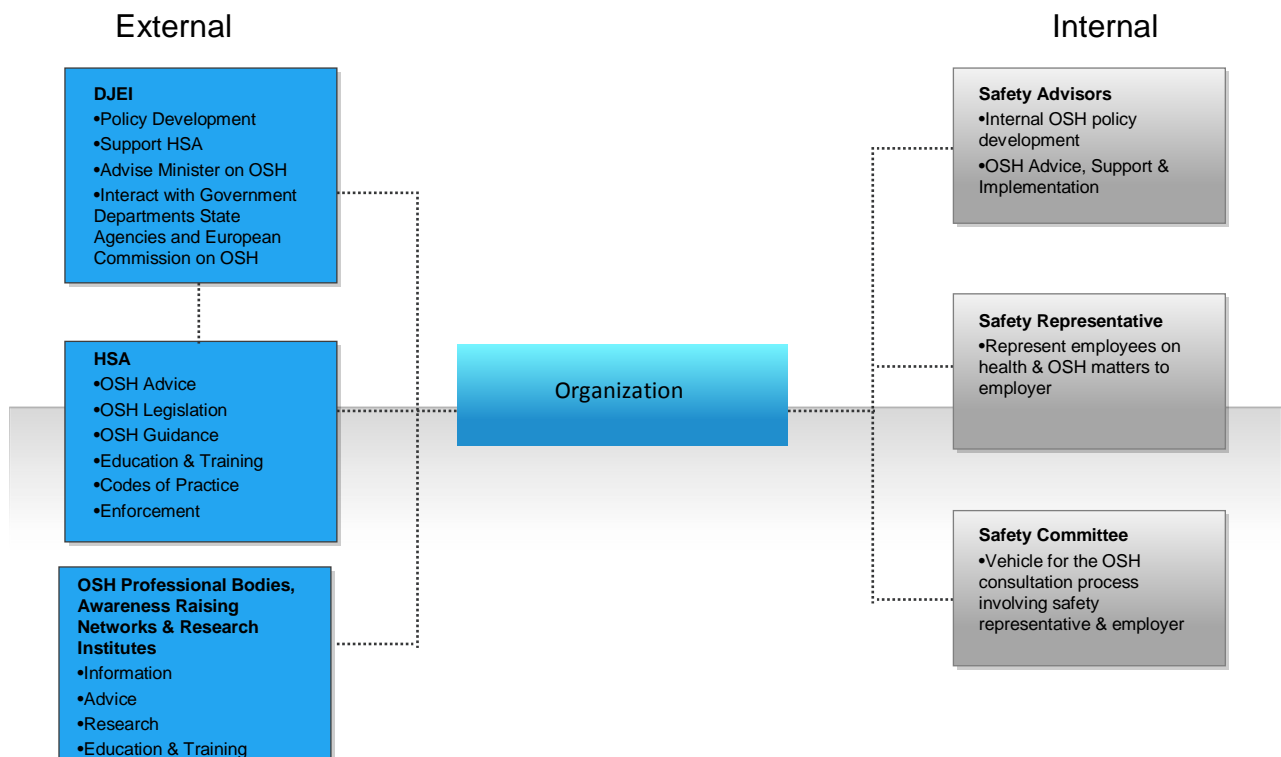 External
Internal
DJEI
•Policy Development
•Support HSA
•Advise Minister on OSH
•Interact with Government
Departments State
Agencies and European
Commission on OSH
HSA
•OSH Advice
•OSH Legislation
•OSH Guidance
•Education & Training
•Codes of Practice
•Enforcement
OSH Professional Bodies,
Awareness Raising
Networks & Research
Institutes
•Information
•Advice
•Research
•Education & Training
Organization
Safety Advisors
•Internal OSH policy
development
•OSH Advice, Support &
Implementation
Safety Representative
•Represent employees on
health & OSH matters to
employer
Safety Committee
•Vehicle for the OSH
consultation process
involving safety
representative & employer